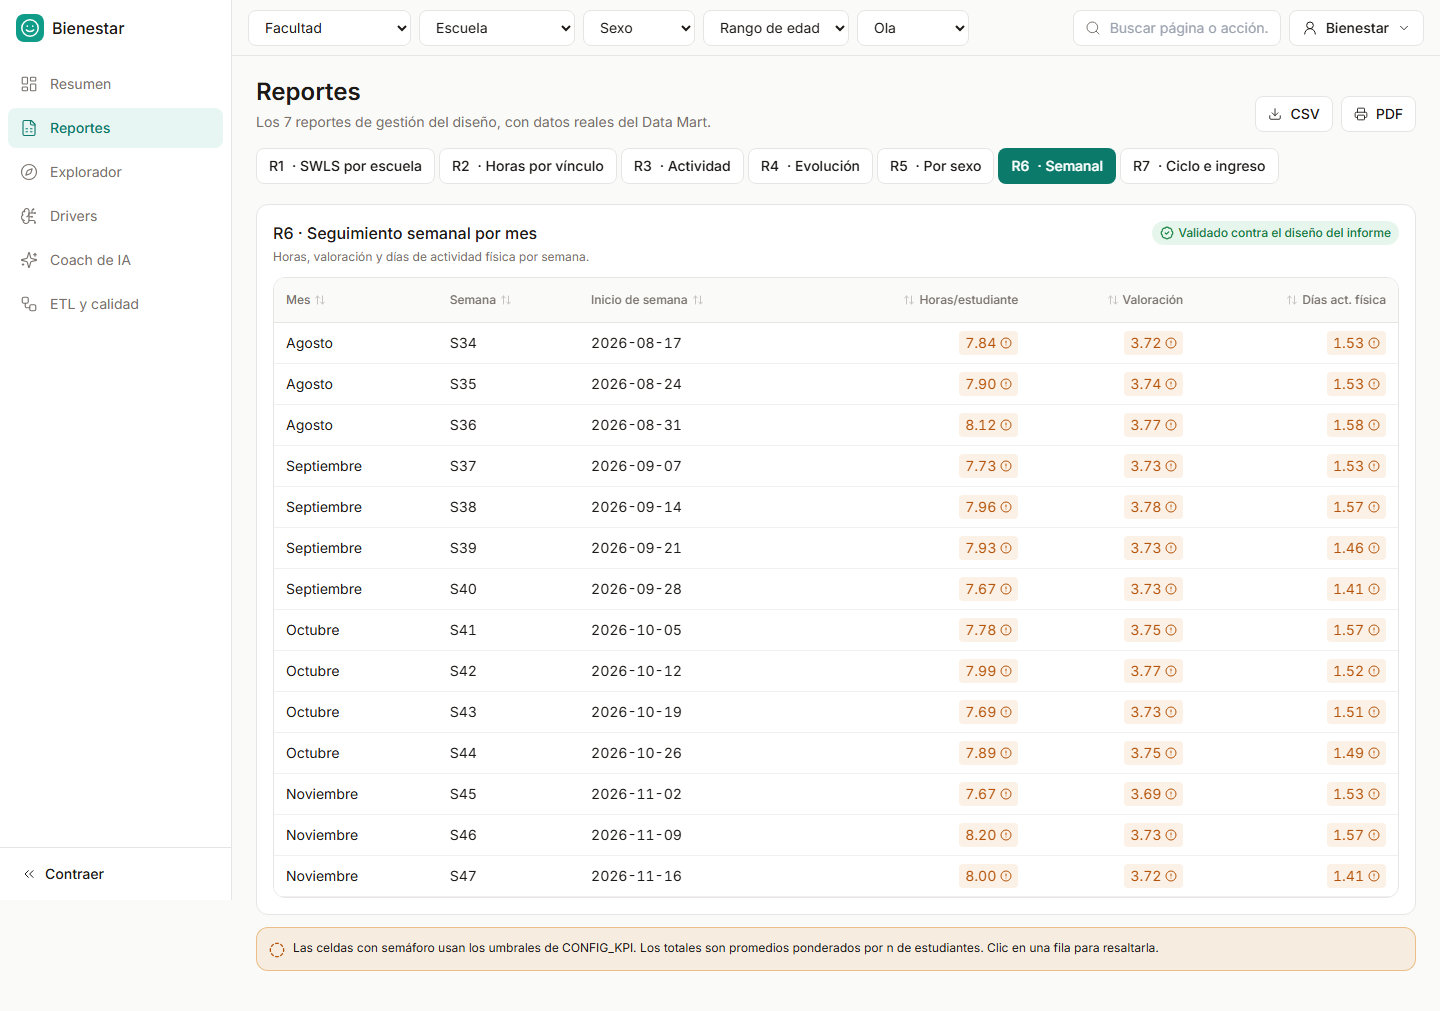 Bienestar
Facultad
Escuela
Sexo
Rango de edad
Ola
Buscar página o acción.
Bienestar
Resumen
Reportes
Explorador
Drivers
Coach de IA
ETL y calidad
Contraer
Reportes
Los 7 reportes de gestión del diseño, con datos reales del Data Mart.
CSV
PDF
R1 · SWLS por escuela
R2 · Horas por vínculo
R3 · Actividad
R4 · Evolución
R5 · Por sexo
R6 · Semanal
R7 · Ciclo e ingreso
R6 · Seguimiento semanal por mes
Validado contra el diseño del informe
Horas, valoración y días de actividad física por semana.
Mes Semana Inicio de semana Horas/estudiante Valoración Días act. física
Agosto S34 2026-08-17 7.84 3.72 1.53
Agosto S35 2026-08-24 7.90 3.74 1.53
Agosto S36 2026-08-31 8.12 3.77 1.58
Septiembre S37 2026-09-07 7.73 3.73 1.53
Septiembre S38 2026-09-14 7.96 3.78 1.57
Septiembre S39 2026-09-21 7.93 3.73 1.46
Septiembre S40 2026-09-28 7.67 3.73 1.41
Octubre S41 2026-10-05 7.78 3.75 1.57
Octubre S42 2026-10-12 7.99 3.77 1.52
Octubre S43 2026-10-19 7.69 3.73 1.51
Octubre S44 2026-10-26 7.89 3.75 1.49
Noviembre S45 2026-11-02 7.67 3.69 1.53
Noviembre S46 2026-11-09 8.20 3.73 1.57
Noviembre S47 2026-11-16 8.00 3.72 1.41
Las celdas con semáforo usan los umbrales de CONFIG_KPI. Los totales son promedios ponderados por n de estudiantes. Clic en una fila para resaltarla.